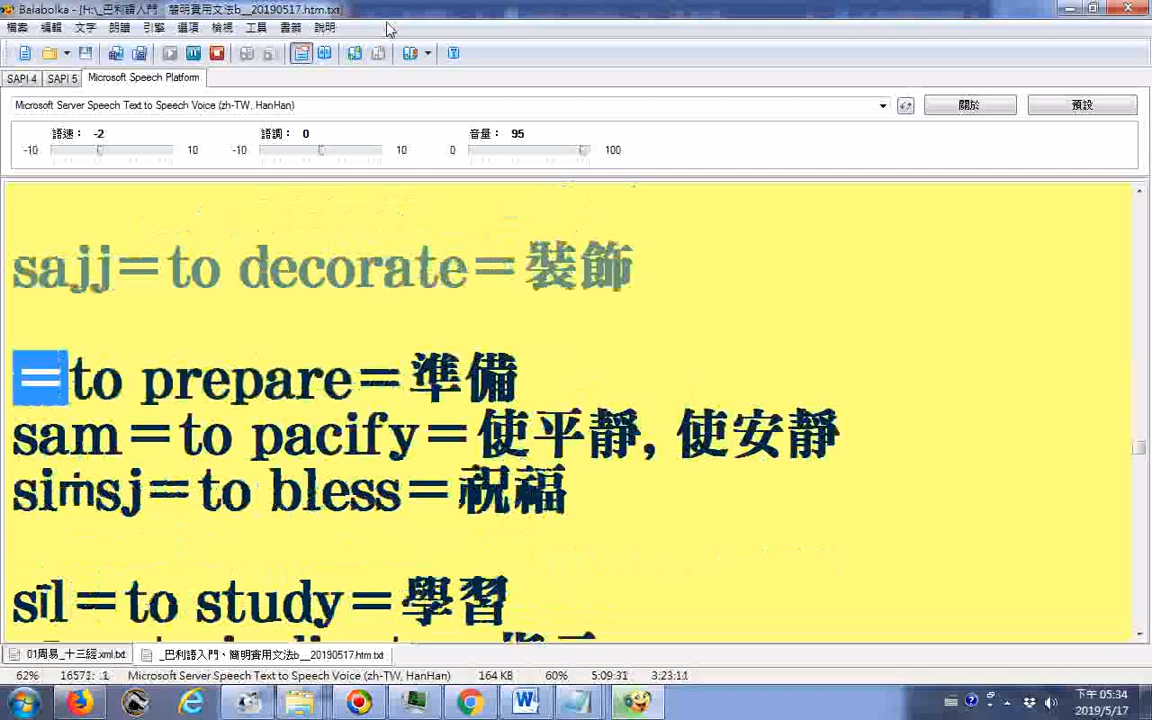 Balabolka - [H:\_巴利語入門、簡明實用文法b__20190517.htm.txt]
檔案 編輯 文字 朗讀 引擎 選項 檢視 工具 書籤 說明
SAPI 4 SAPI 5 Microsoft Speech Platform
Microsoft Server Speech Text to Speech Voice (zh-TW, HanHan) 關於 預設
語速： -2 語調： 0 音量： 95
-10 10 -10 10 0 100
sajj=to decorate=裝飾
=to prepare=準備
sam=to pacify=使平靜, 使安靜
siṁsj=to bless=祝福
sīl=to study=學習
01周易_十三經.xml.txt _巴利語入門、簡明實用文法b__20190517.htm.txt
62% 16571: 1 Microsoft Server Speech Text to Speech Voice (zh-TW, HanHan) 164 KB 60% 5:09:31 3:23:11
下午 05:34
2019/5/17